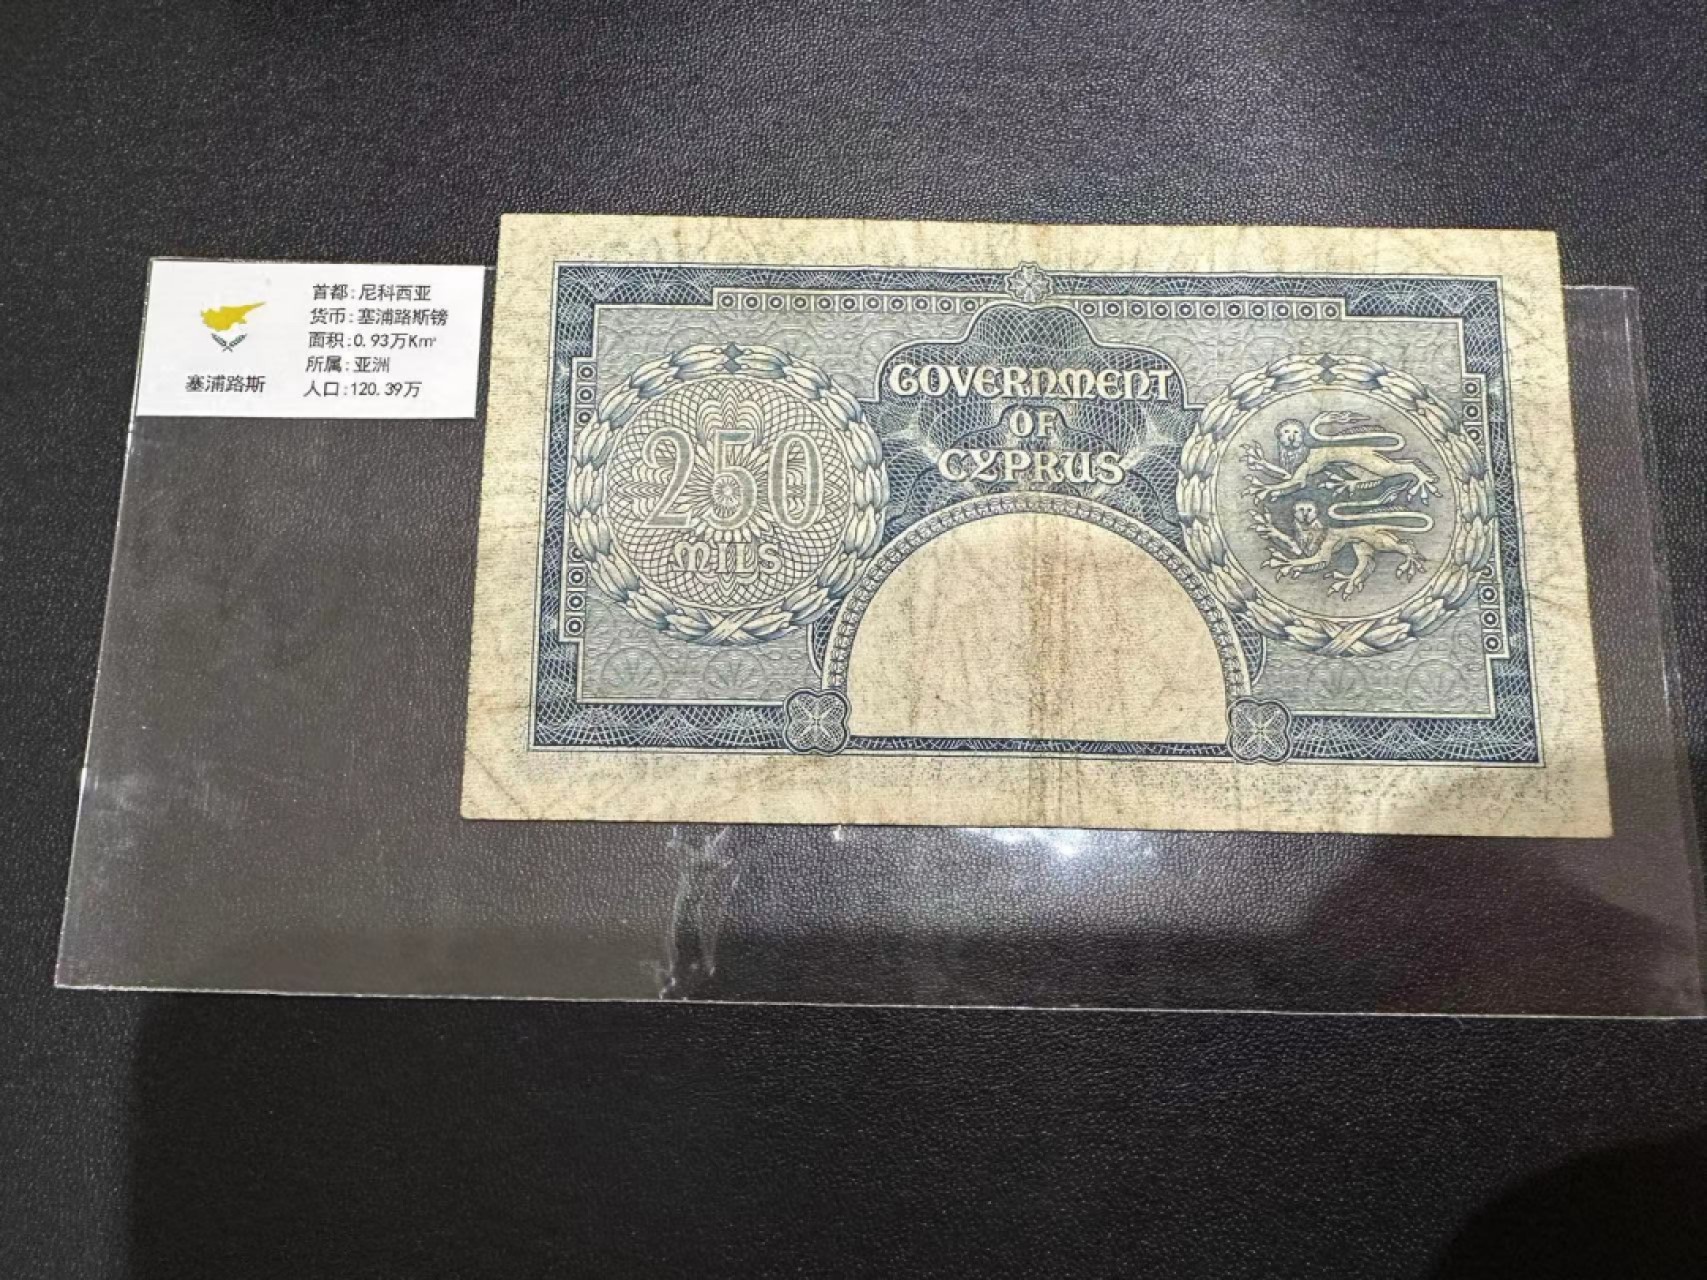 首都:尼科西亚
货币:塞浦路斯镑
面积:0.93万Km²
所属:亚洲
人口:120.39万
塞浦路斯
GOVERNMENT
OF
CYPRUS
250
MILS